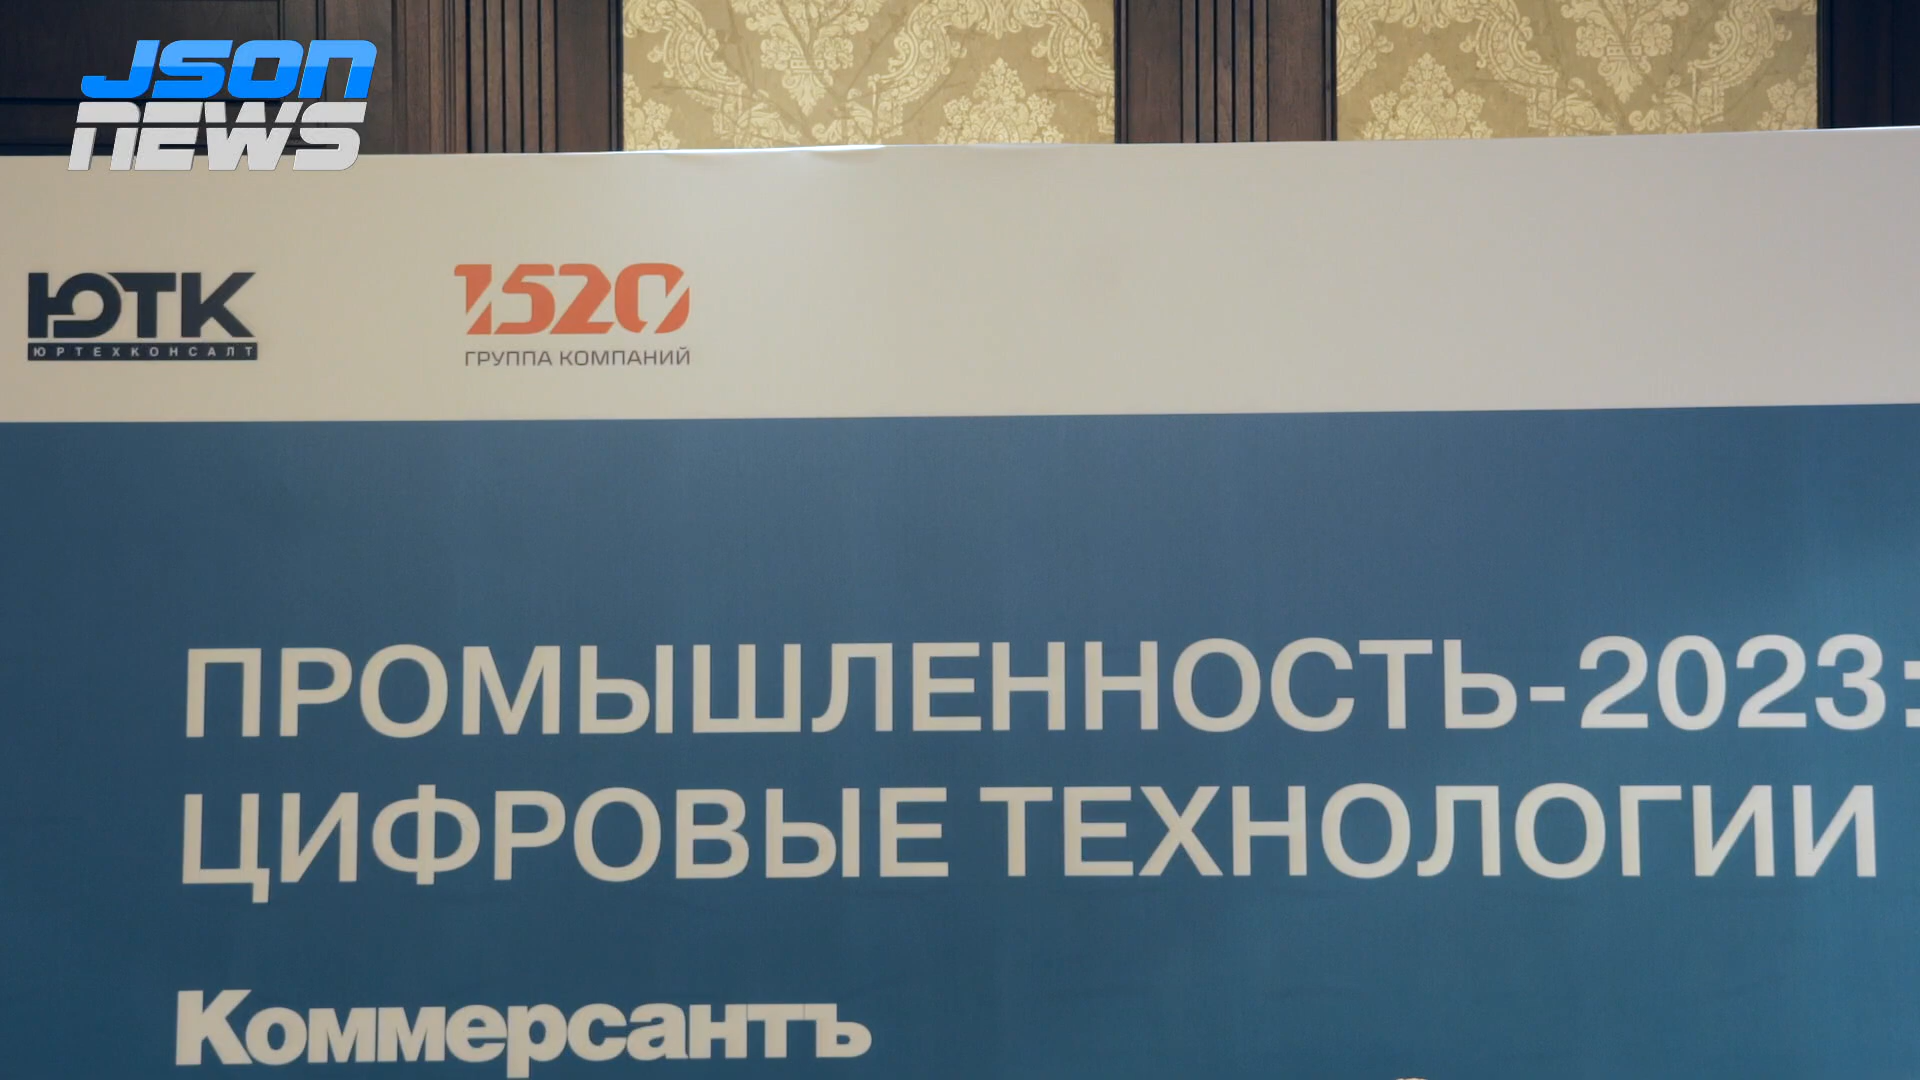 JSON
NEWS
ЮТК
ЮРТЕХКОНСАЛТ
1520
ГРУППА КОМПАНИЙ
ПРОМЫШЛЕННОСТЬ-2023:
ЦИФРОВЫЕ ТЕХНОЛОГИИ
Коммерсантъ